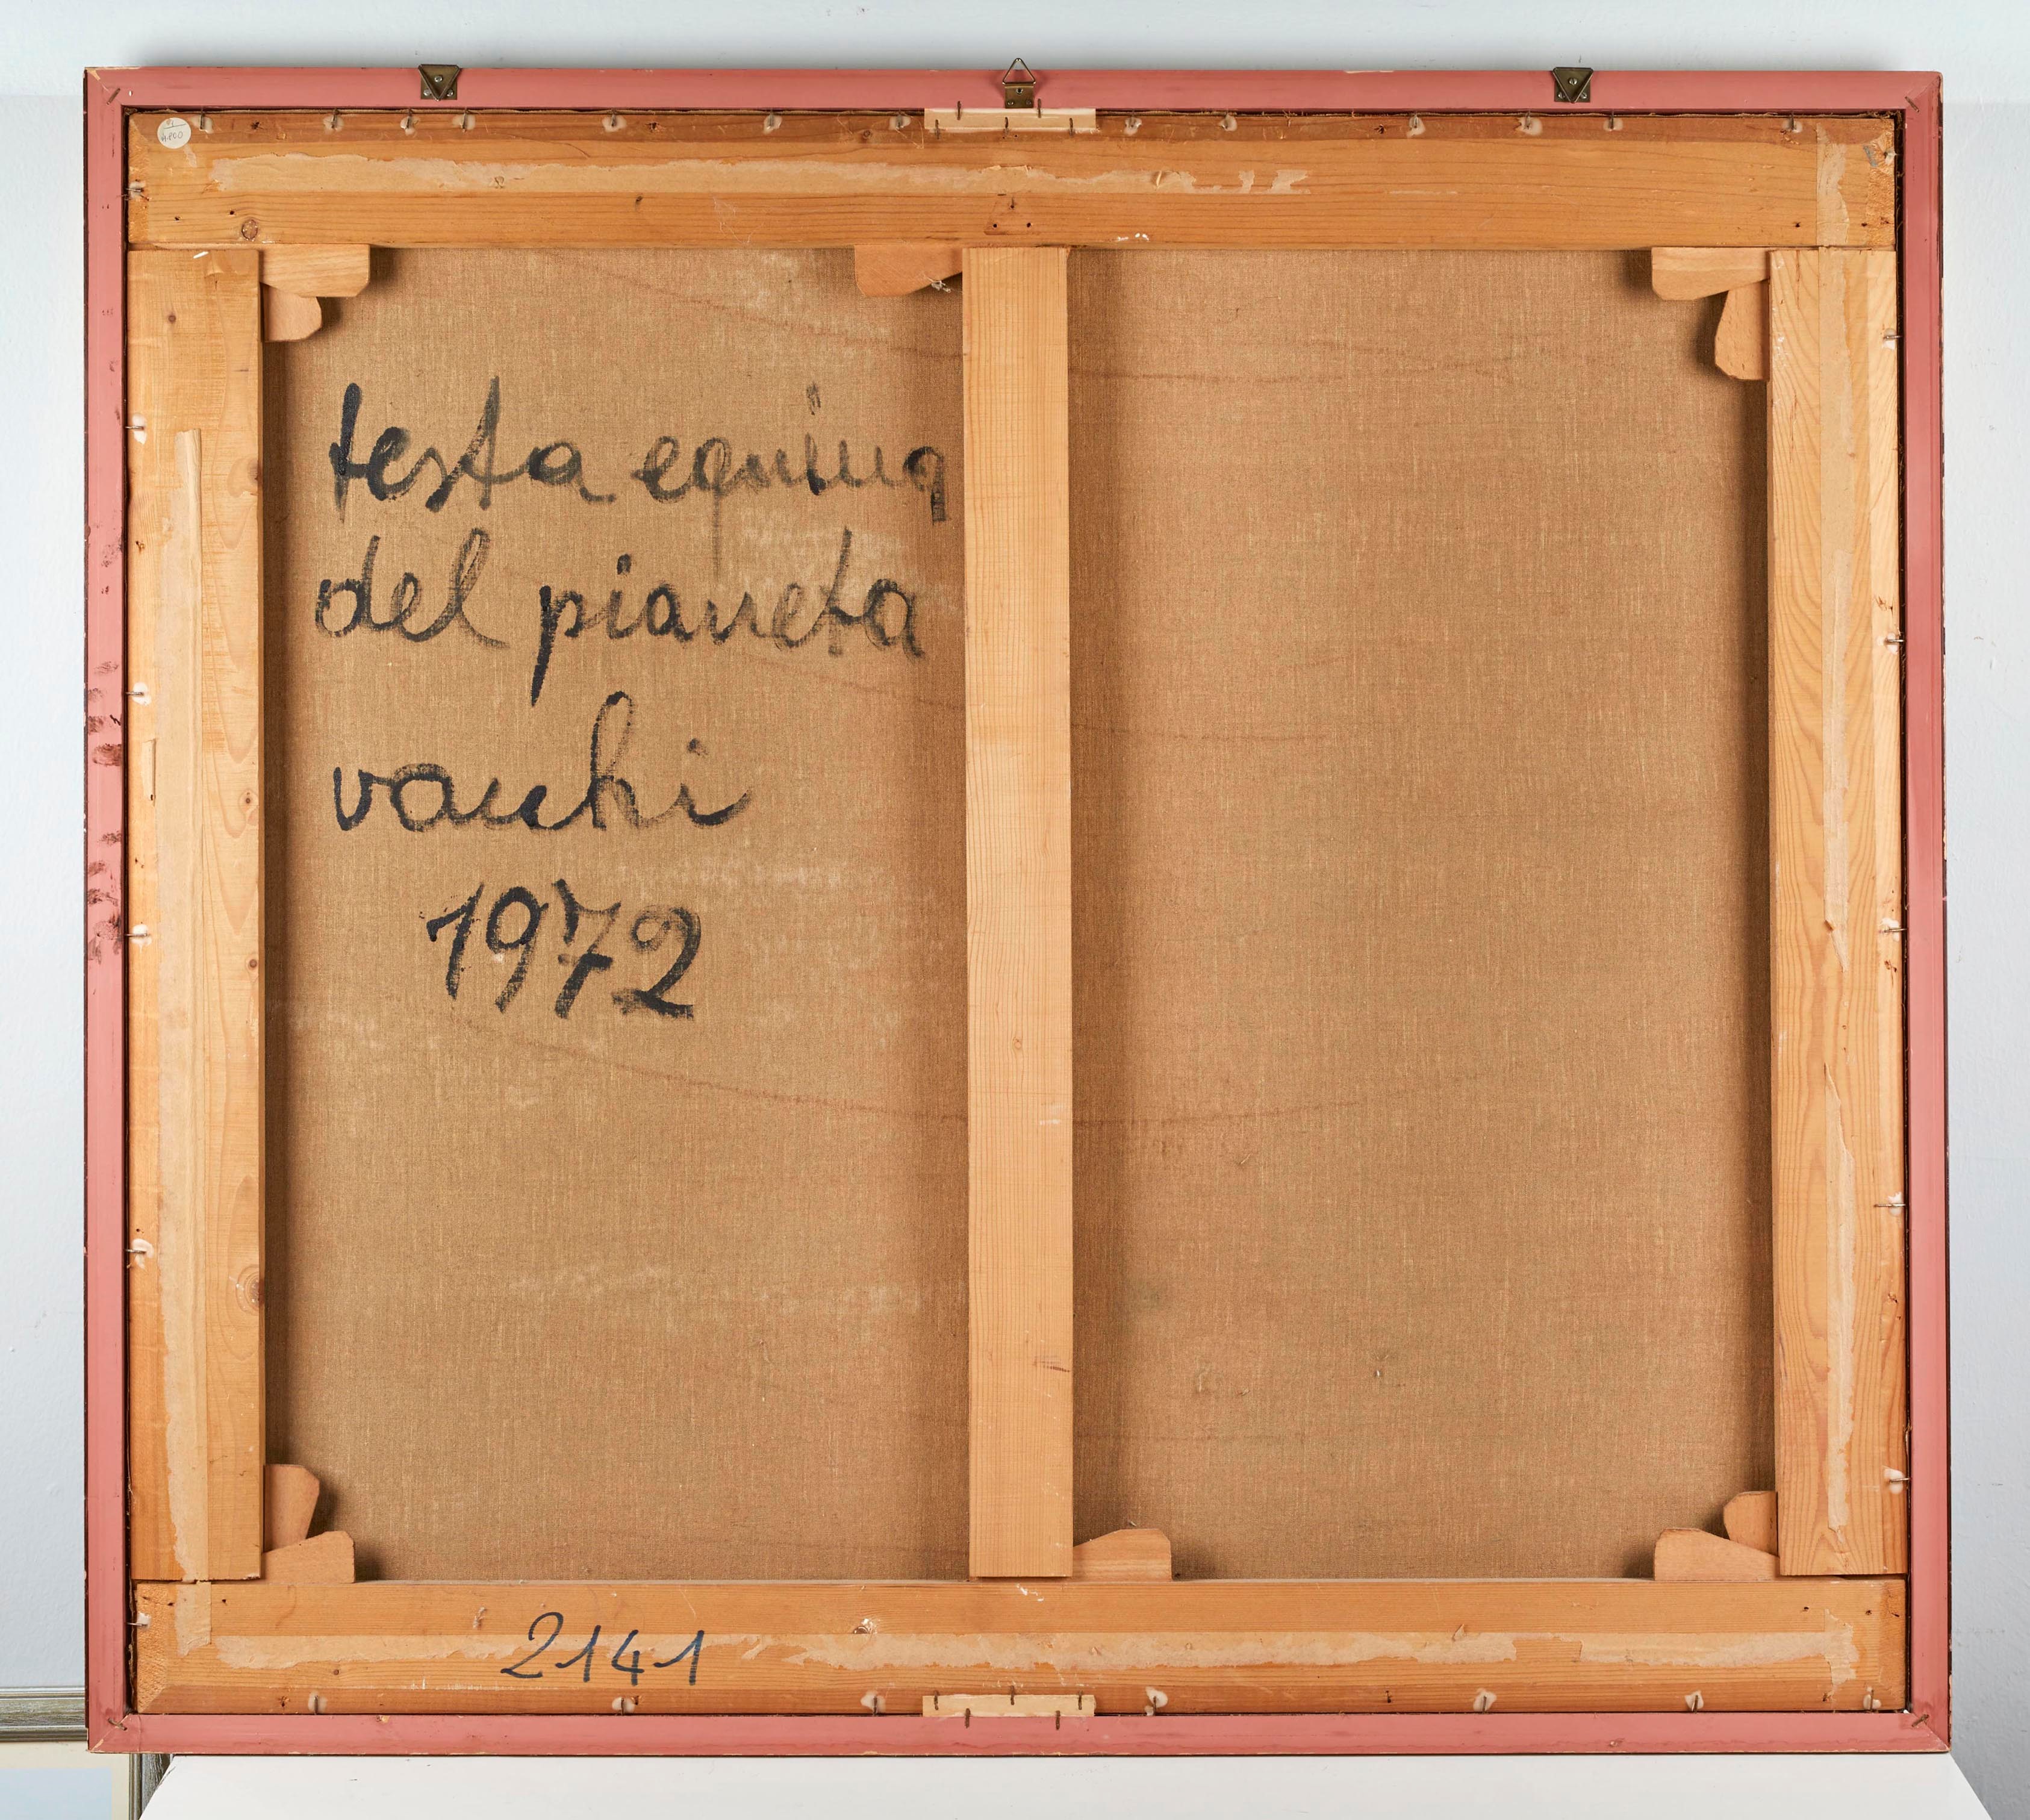 testa equina
del pianeta
vacchi
1972
2141